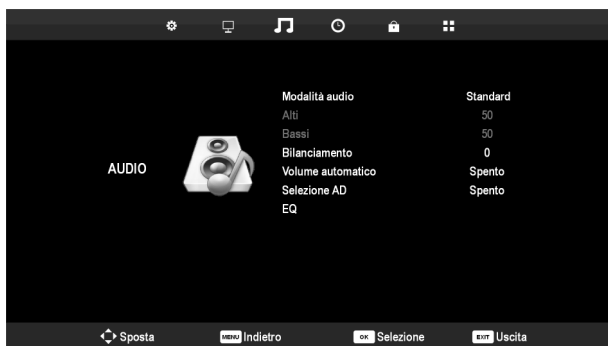 Modalità audio Standard
Alti 50
Bassi 50
Bilanciamento 0
AUDIO
Volume automatico Spento
Selezione AD Spento
EQ
Sposta MENU Indietro OK Selezione EXIT Uscita